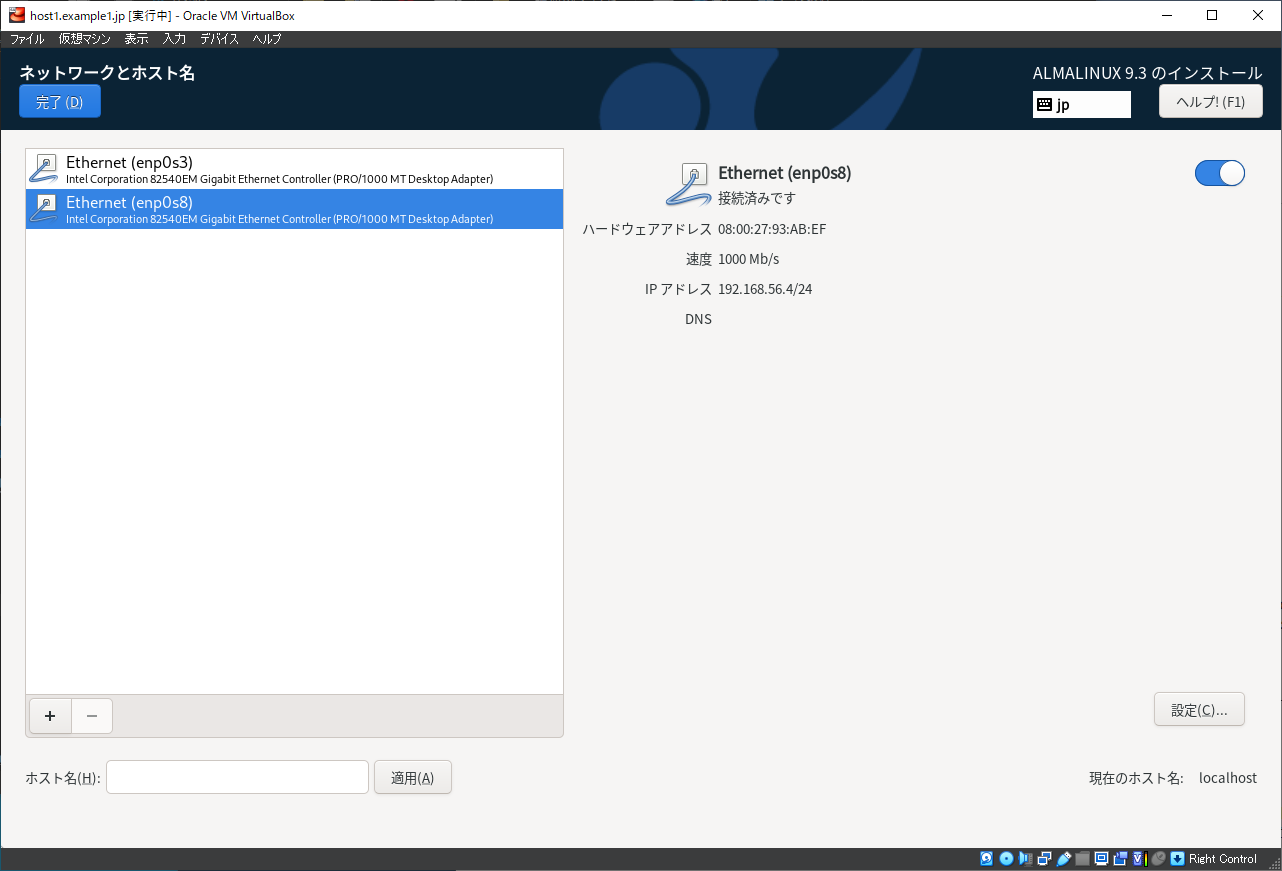 host1.example1.jp [実行中] - Oracle VM VirtualBox
ファイル 仮想マシン 表示 入力 デバイス ヘルプ
ネットワークとホスト名
ALMALINUX 9.3 のインストール
完了 (D)
jp
ヘルプ! (F1)
Ethernet (enp0s3)
Intel Corporation 82540EM Gigabit Ethernet Controller (PRO/1000 MT Desktop Adapter)
Ethernet (enp0s8)
Intel Corporation 82540EM Gigabit Ethernet Controller (PRO/1000 MT Desktop Adapter)
Ethernet (enp0s8)
接続済みです
ハードウェアアドレス 08:00:27:93:AB:EF
速度 1000 Mb/s
IP アドレス 192.168.56.4/24
DNS
+ −
設定(C)...
ホスト名(H):
適用(A)
現在のホスト名: localhost
Right Control